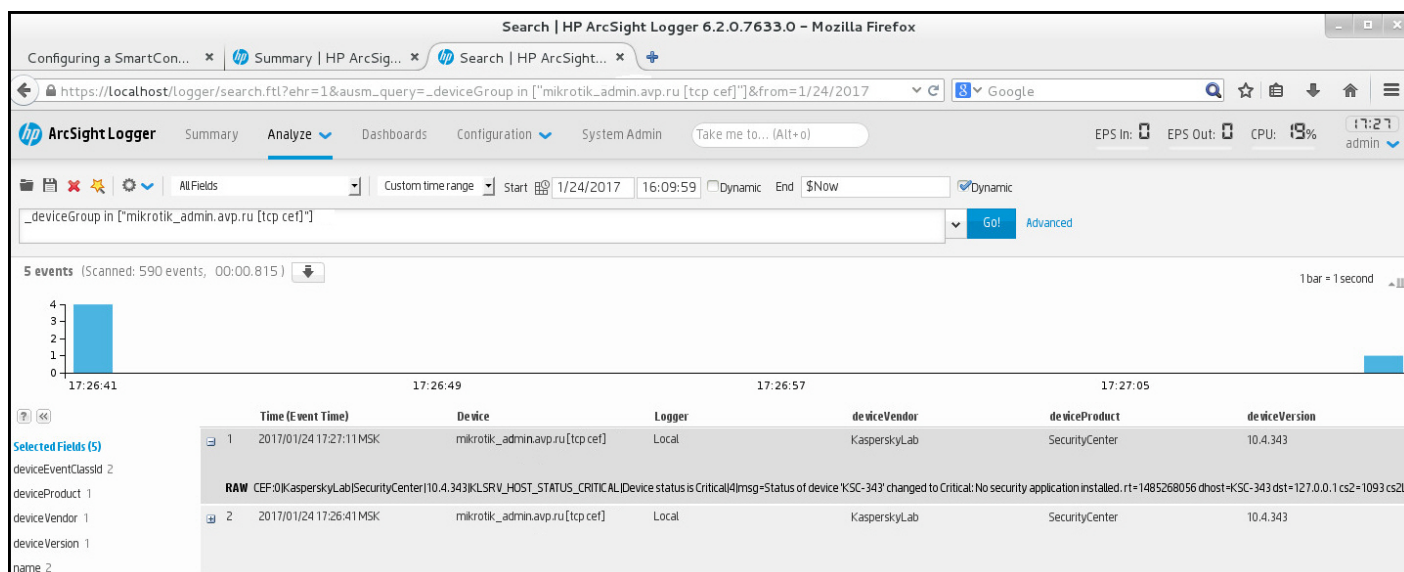 Search | HP ArcSight Logger 6.2.0.7633.0 – Mozilla Firefox
Configuring a SmartCon... Summary | HP ArcSig... Search | HP ArcSight...
https://localhost/logger/search.ftl?ehr=1&ausm_query=_deviceGroup in ["mikrotik_admin.avp.ru [tcp cef]"]&from=1/24/2017 Google
hp ArcSight Logger Summary Analyze Dashboards Configuration System Admin Take me to... (Alt+o) EPS In: 0 EPS Out: 0 CPU: 19% 17:27
admin
All Fields Custom time range Start 1/24/2017 16:09:59 Dynamic End $Now Dynamic
_deviceGroup in ["mikrotik_admin.avp.ru [tcp cef]"] Go! Advanced
5 events (Scanned: 590 events, 00:00.815 )
1 bar = 1 second
4
3
2
1
0
17:26:41 17:26:49 17:26:57 17:27:05
Time (Event Time) Device Logger deviceVendor deviceProduct deviceVersion
Selected Fields (5) 1 2017/01/24 17:27:11 MSK mikrotik_admin.avp.ru [tcp cef] Local KasperskyLab SecurityCenter 10.4.343
deviceEventClassId 2
deviceProduct 1 RAW CEF:0|KasperskyLab|SecurityCenter|10.4.343|KLSRV_HOST_STATUS_CRITICAL|Device status is Critical|4|msg=Status of device 'KSC-343' changed to Critical: No security application installed. rt=1485268056 dhost=KSC-343 dst=127.0.0.1 cs2=1093 cs2L
deviceVendor 1 2 2017/01/24 17:26:41 MSK mikrotik_admin.avp.ru [tcp cef] Local KasperskyLab SecurityCenter 10.4.343
deviceVersion 1
name 2